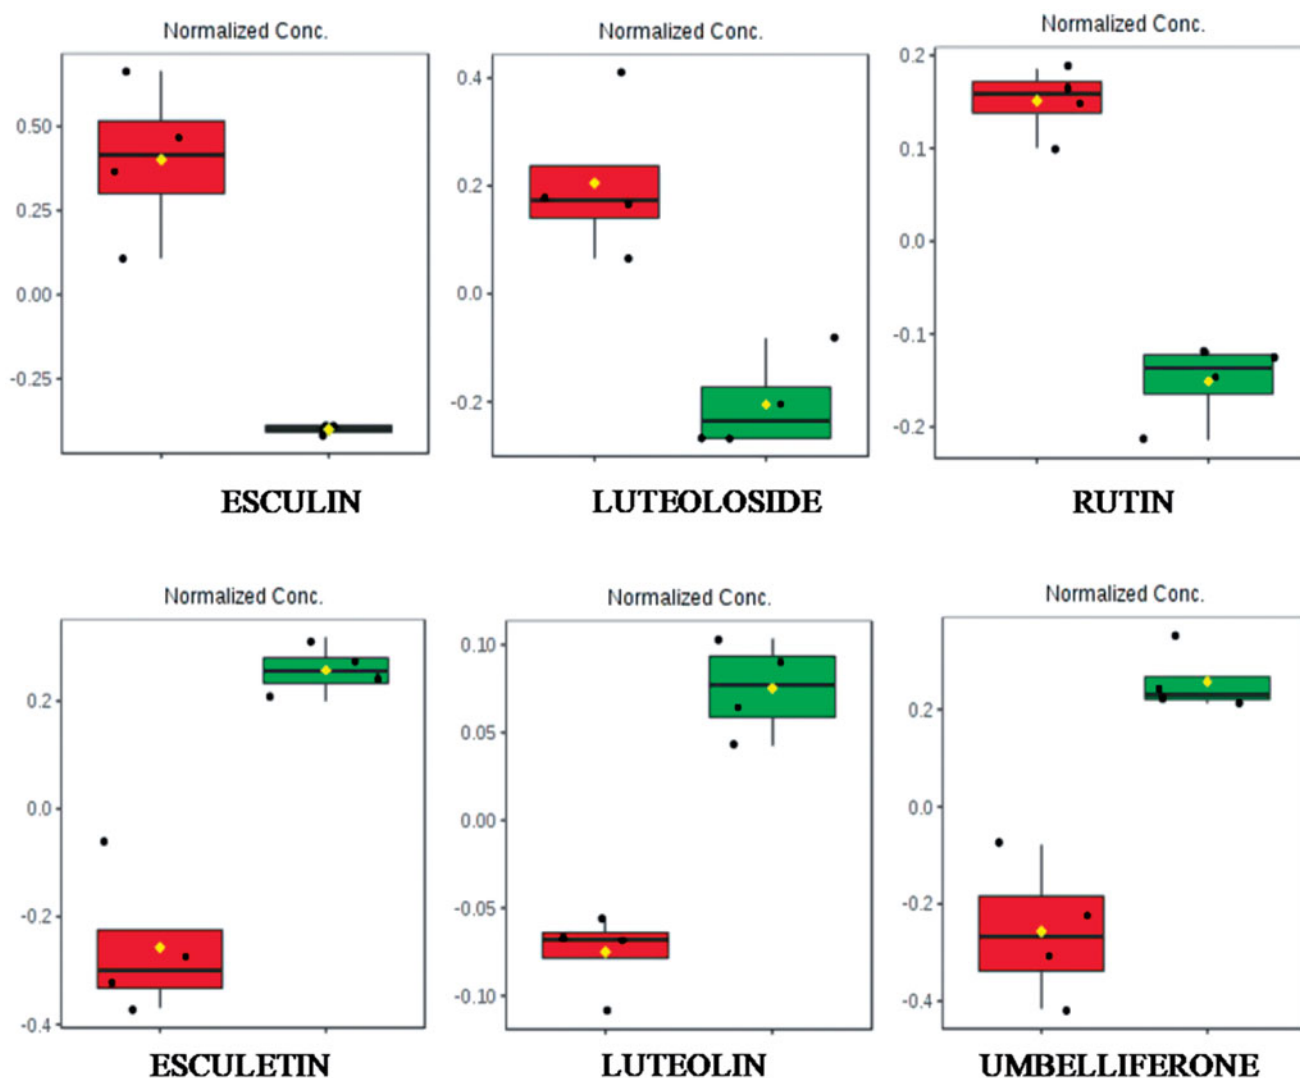 Normalized Conc.
0.50
0.25
0.00
-0.25
ESCULIN
Normalized Conc.
0.4
0.2
0.0
-0.2
LUTEOLOSIDE
Normalized Conc.
0.2
0.1
0.0
-0.1
-0.2
RUTIN
Normalized Conc.
0.2
0.0
-0.2
-0.4
ESCULETIN
Normalized Conc.
0.10
0.05
0.00
-0.05
-0.10
LUTEOLIN
Normalized Conc.
0.2
0.0
-0.2
-0.4
UMBELLIFERONE